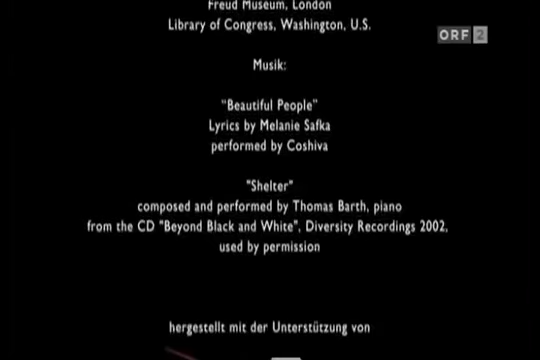 Freud Museum, London
Library of Congress, Washington, U.S.
ORF 2
Musik:
"Beautiful People"
Lyrics by Melanie Safka
performed by Coshiva
"Shelter"
composed and performed by Thomas Barth, piano
from the CD "Beyond Black and White", Diversity Recordings 2002,
used by permission
hergestellt mit der Unterstützung von